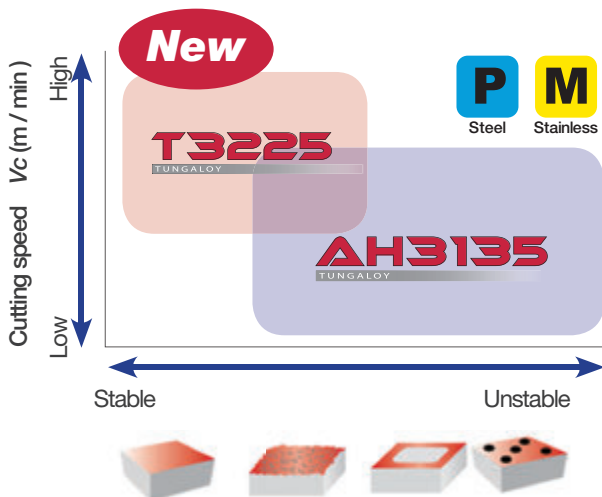 New
High
P
M
Steel
Stainless
T3225
TUNGALOY
Cutting speed Vc (m / min)
AH3135
TUNGALOY
Low
Stable
Unstable